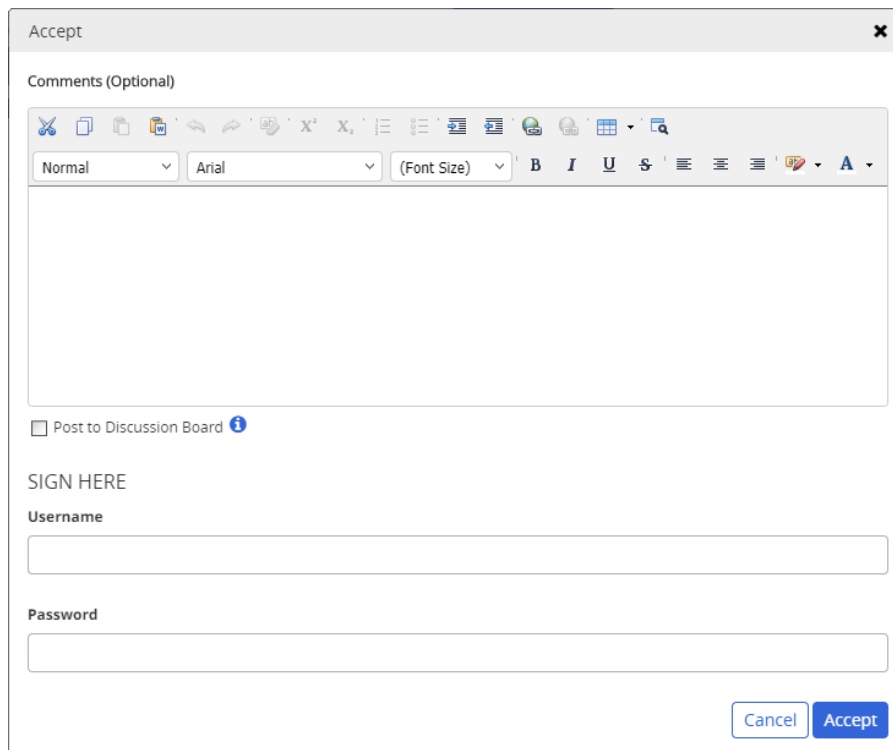 Accept
Comments (Optional)
Normal Arial (Font Size) B I U S A
Post to Discussion Board
SIGN HERE
Username
Password
Cancel Accept